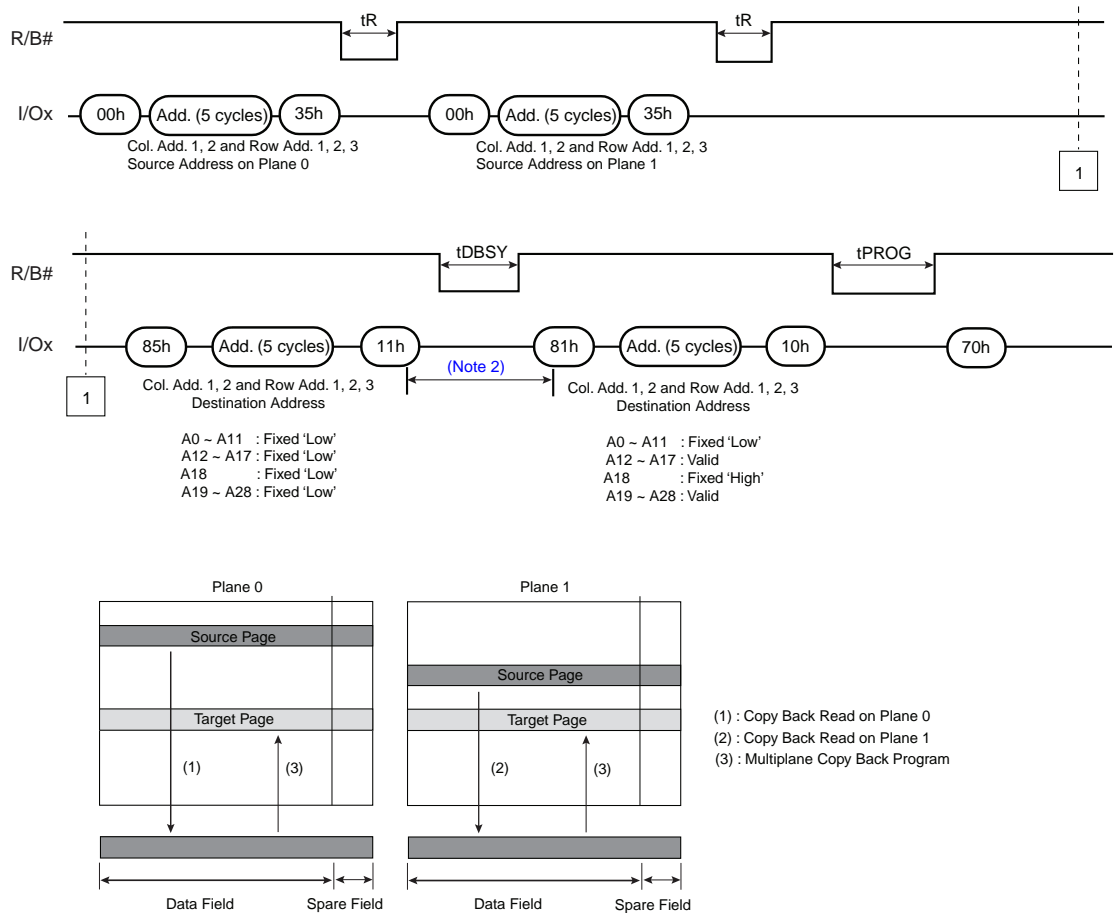 tR tR
R/B#
I/Ox 00h Add. (5 cycles) 35h 00h Add. (5 cycles) 35h
Col. Add. 1, 2 and Row Add. 1, 2, 3
Source Address on Plane 0
Col. Add. 1, 2 and Row Add. 1, 2, 3
Source Address on Plane 1
1
tDBSY tPROG
R/B#
I/Ox 85h Add. (5 cycles) 11h 81h Add. (5 cycles) 10h 70h
(Note 2)
1
Col. Add. 1, 2 and Row Add. 1, 2, 3
Destination Address
A0 ~ A11 : Fixed ‘Low’
A12 ~ A17 : Fixed ‘Low’
A18 : Fixed ‘Low’
A19 ~ A28 : Fixed ‘Low’
Col. Add. 1, 2 and Row Add. 1, 2, 3
Destination Address
A0 ~ A11 : Fixed ‘Low’
A12 ~ A17 : Valid
A18 : Fixed ‘High’
A19 ~ A28 : Valid
Plane 0
Source Page
Target Page
(1) (3)
Data Field Spare Field
Plane 1
Source Page
Target Page
(2) (3)
Data Field Spare Field
(1) : Copy Back Read on Plane 0
(2) : Copy Back Read on Plane 1
(3) : Multiplane Copy Back Program